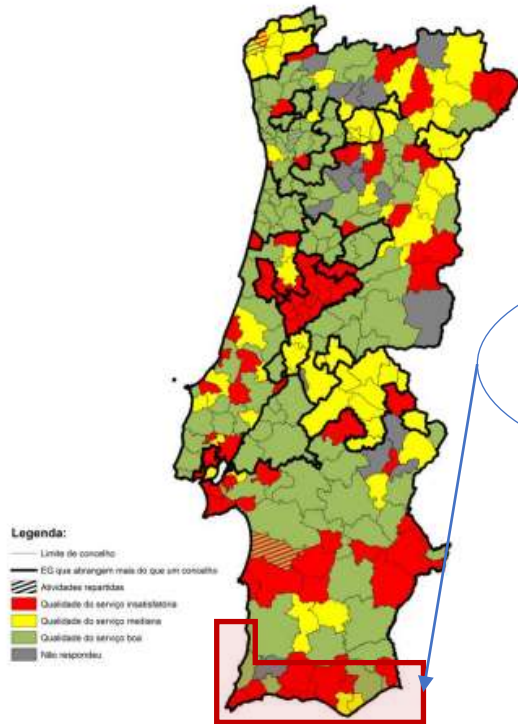 Legenda:
Limite de concelho
EG que abrangem mais do que um concelho
Atividades repartidas
Qualidade do serviço insatisfatória
Qualidade do serviço mediana
Qualidade do serviço boa
Não respondeu